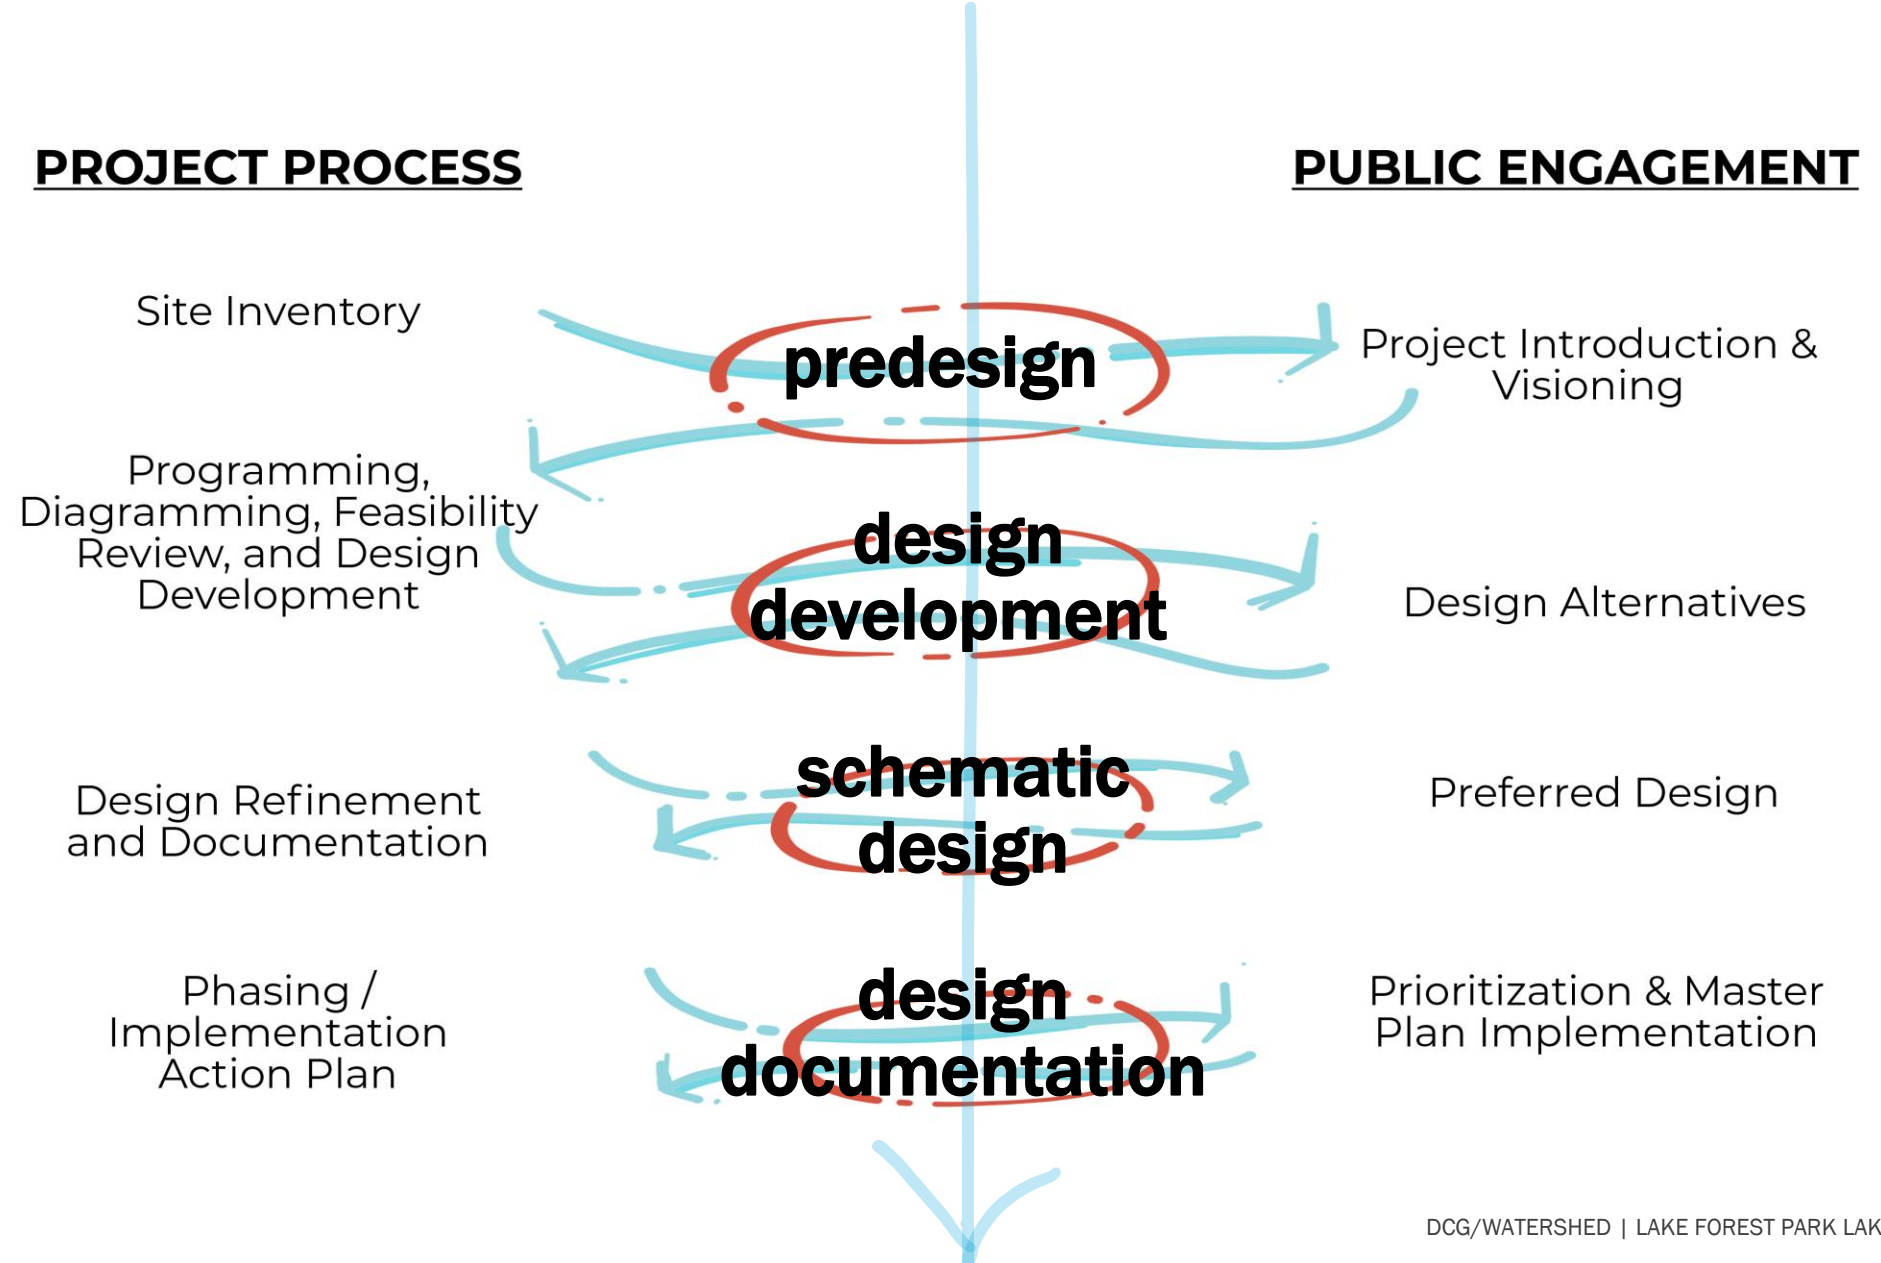 PROJECT PROCESS
PUBLIC ENGAGEMENT
Site Inventory
predesign
Project Introduction &
Visioning
Programming,
Diagramming, Feasibility
Review, and Design
Development
design
development
Design Alternatives
Design Refinement
and Documentation
schematic
design
Preferred Design
Phasing /
Implementation
Action Plan
design
documentation
Prioritization & Master
Plan Implementation
DCG/WATERSHED | LAKE FOREST PARK LAK